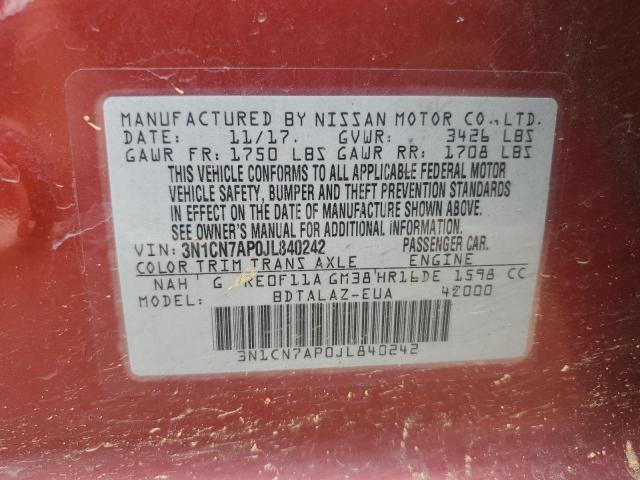 MANUFACTURED BY NISSAN MOTOR CO.,LTD.
DATE: 11/17. GVWR: 3426 LBS
GAWR FR: 1750 LBS GAWR RR: 1708 LBS
THIS VEHICLE CONFORMS TO ALL APPLICABLE FEDERAL MOTOR
VEHICLE SAFETY, BUMPER AND THEFT PREVENTION STANDARDS
IN EFFECT ON THE DATE OF MANUFACTURE SHOWN ABOVE.
SEE OWNER'S MANUAL FOR ADDITIONAL INFORMATION.
VIN: 3N1CN7AP0JL840242 PASSENGER CAR.
COLOR TRIM TRANS AXLE ENGINE
NAH G RE0F11A GM38 HR16DE 1598 CC
MODEL: BDTALAZ-EUA 42000
3N1CN7AP0JL840242